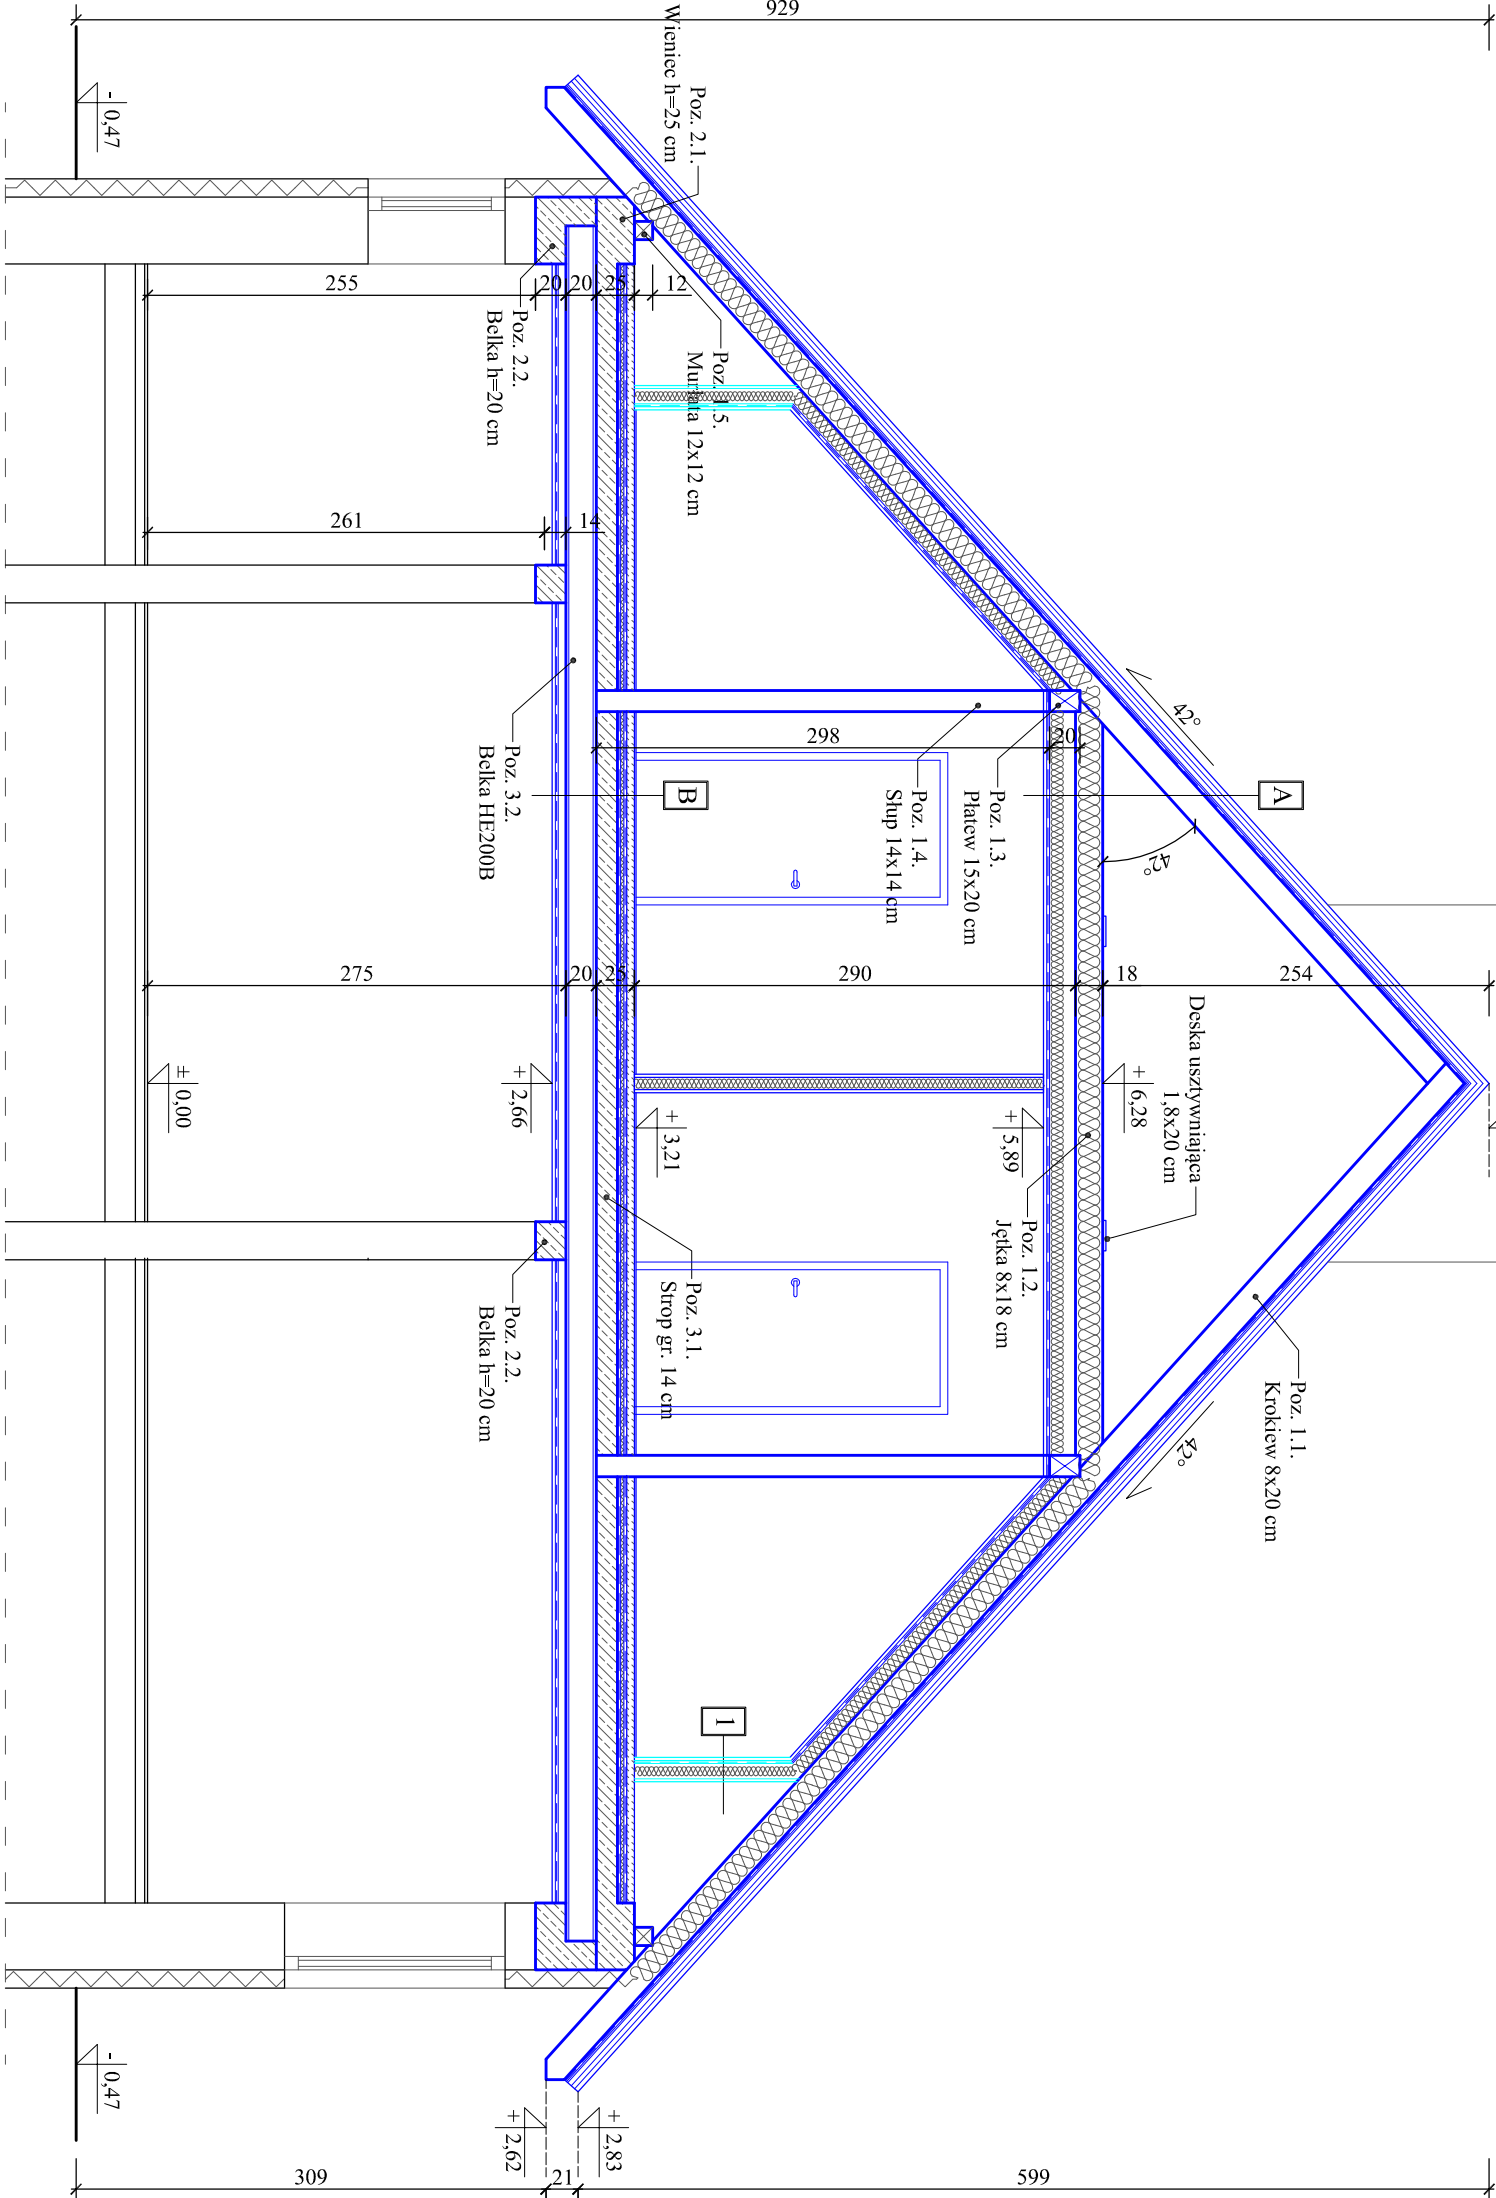 929
- 0,47
Poz. 2.1.
Wieniec h=25 cm
255
20
20
25
12
Poz. 2.2.
Belka h=20 cm
Poz. 1.5.
Murłata 12x12 cm
261
14
42°
298
20
A
B
42°
Poz. 3.2.
Belka HE200B
Poz. 1.3.
Płatew 15x20 cm
Poz. 1.4.
Słup 14x14 cm
275
20
25
290
18
254
Deska usztywniająca
1,8x20 cm
± 0,00
+ 2,66
+ 3,21
+ 5,89
+ 6,28
Poz. 1.2.
Jętka 8x18 cm
Poz. 3.1.
Strop gr. 14 cm
Poz. 2.2.
Belka h=20 cm
Poz. 1.1.
Krokiew 8x20 cm
42°
1
- 0,47
+ 2,62
+ 2,83
309
21
599